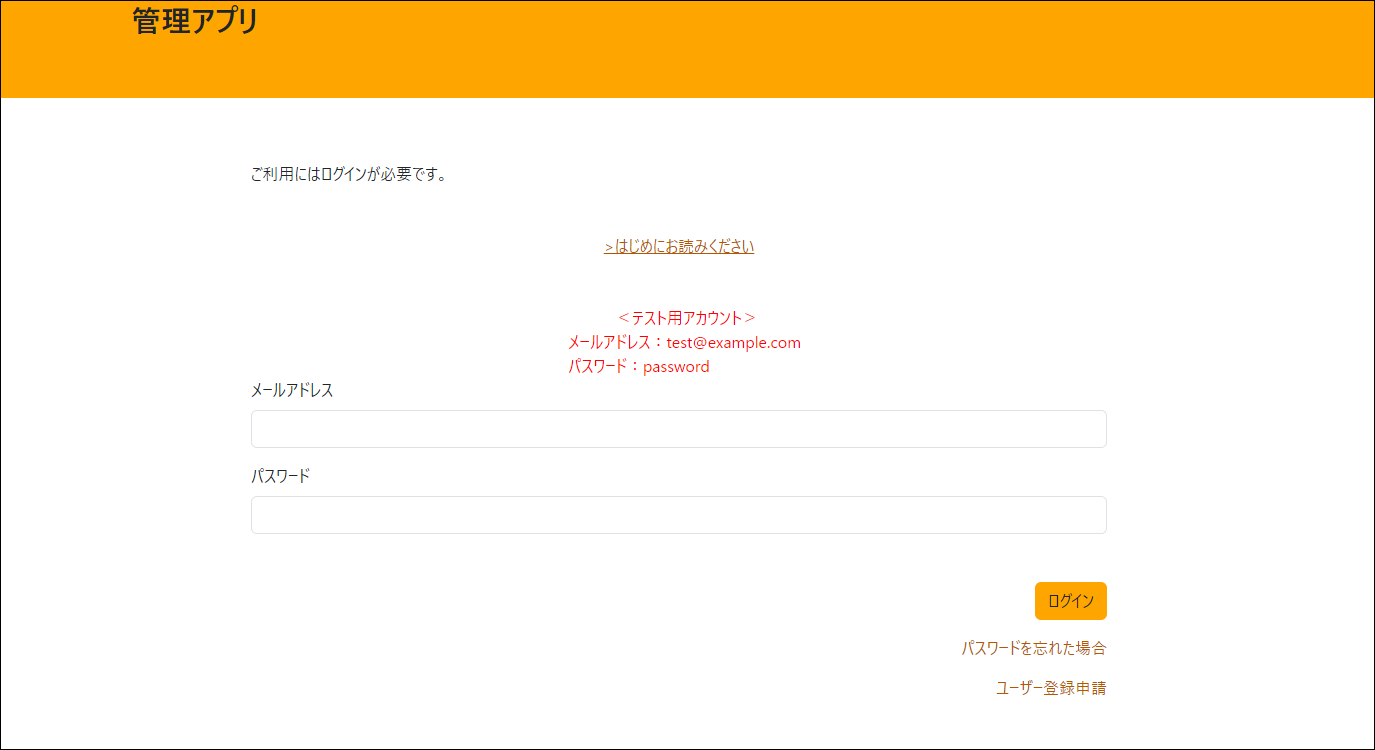 管理アプリ
ご利用にはログインが必要です。
>はじめにお読みください
＜テスト用アカウント＞
メールアドレス：test@example.com
パスワード：password
メールアドレス
パスワード
ログイン
パスワードを忘れた場合
ユーザー登録申請